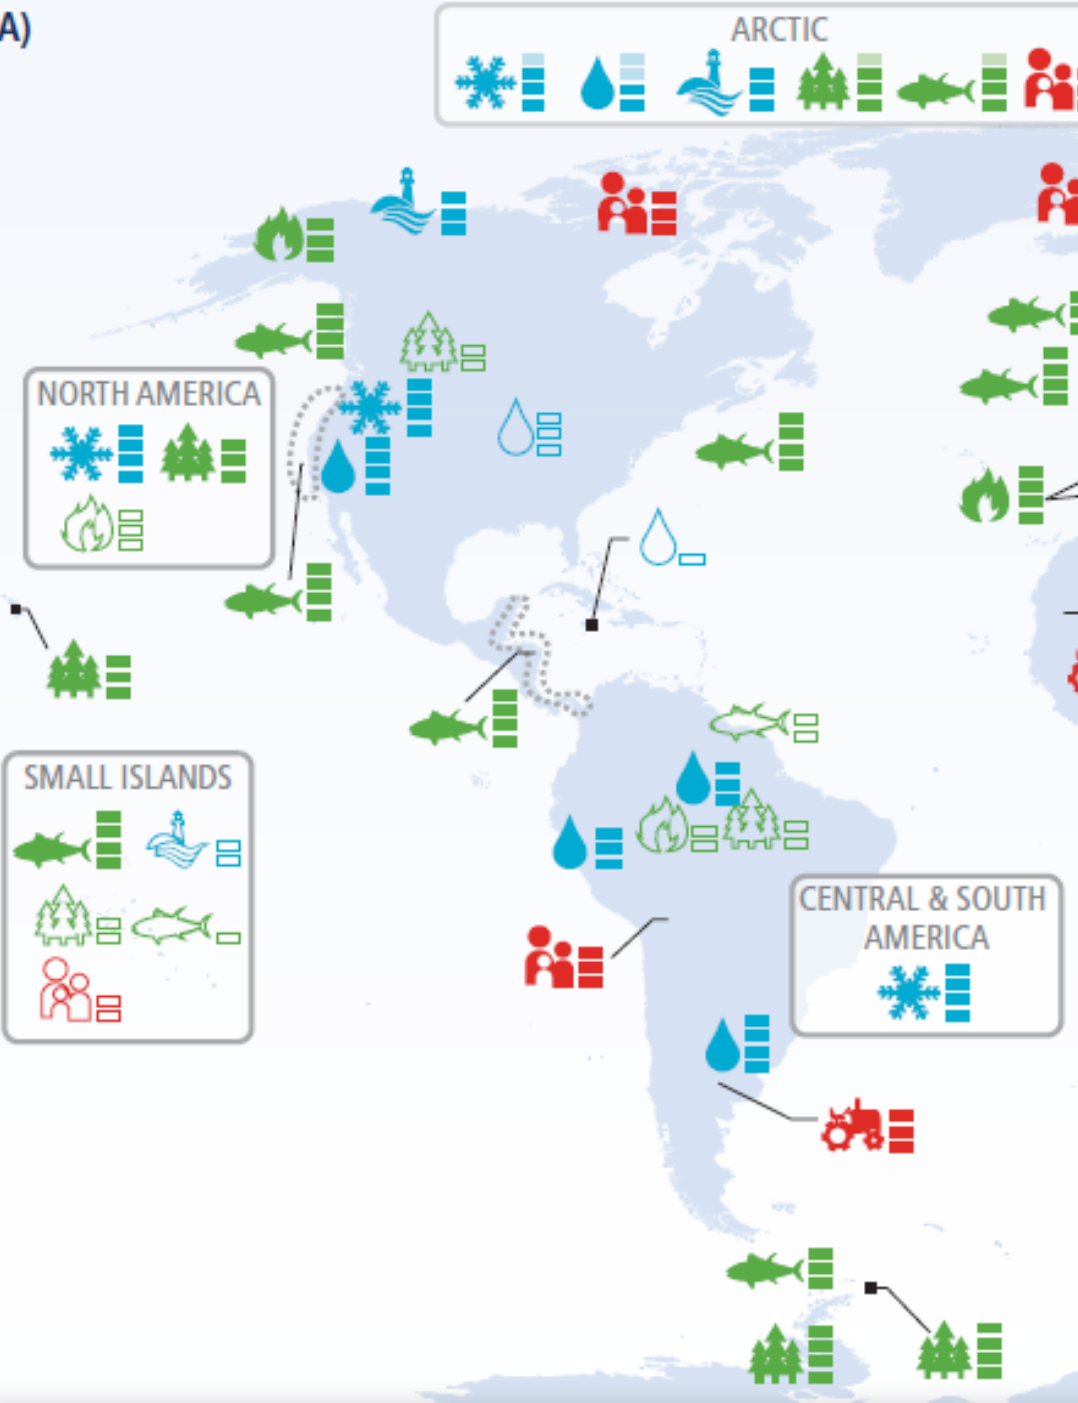 A)
ARCTIC
NORTH AMERICA
SMALL ISLANDS
CENTRAL & SOUTH
AMERICA